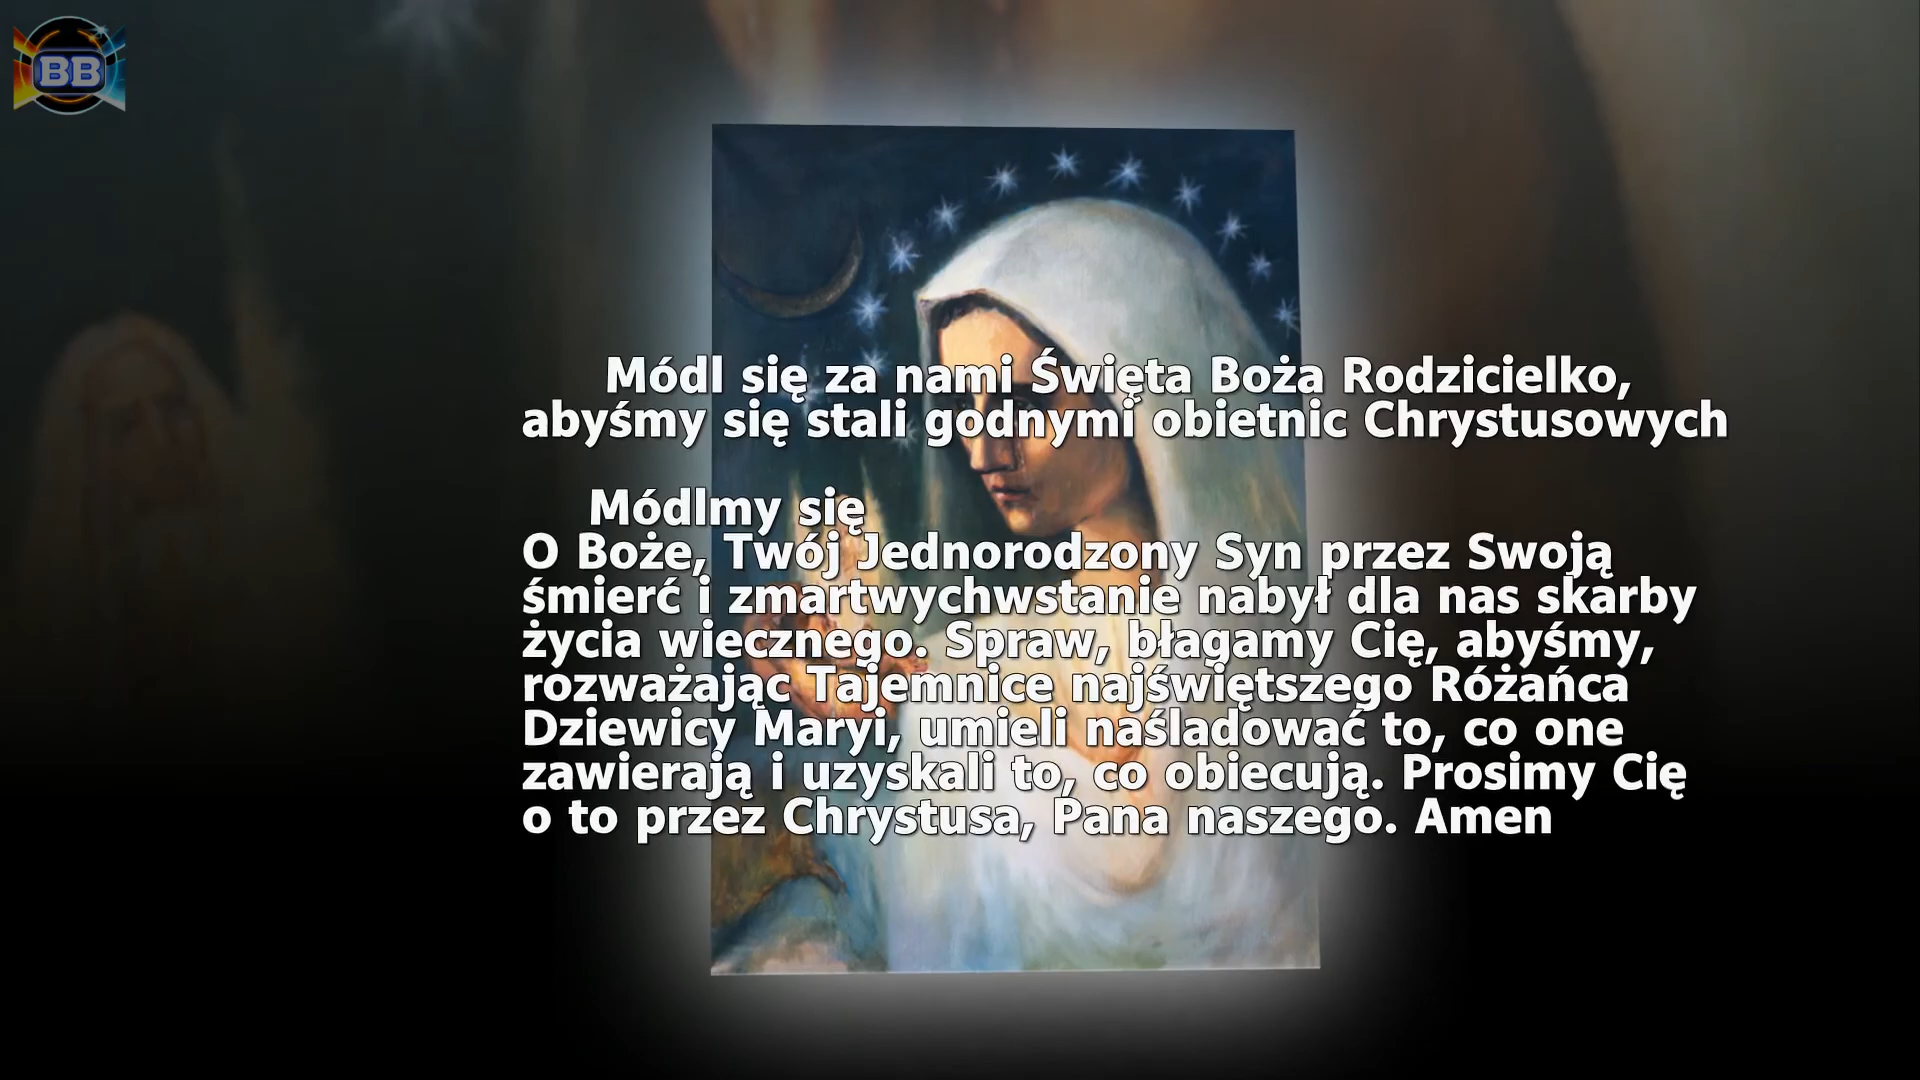 BB
Módl się za nami Święta Boża Rodzicielko,
abyśmy się stali godnymi obietnic Chrystusowych
Módlmy się
O Boże, Twój Jednorodzony Syn przez Swoją
śmierć i zmartwychwstanie nabył dla nas skarby
życia wiecznego. Spraw, błagamy Cię, abyśmy,
rozważając Tajemnice najświętszego Różańca
Dziewicy Maryi, umieli naśladować to, co one
zawierają i uzyskali to, co obiecują. Prosimy Cię
o to przez Chrystusa, Pana naszego. Amen